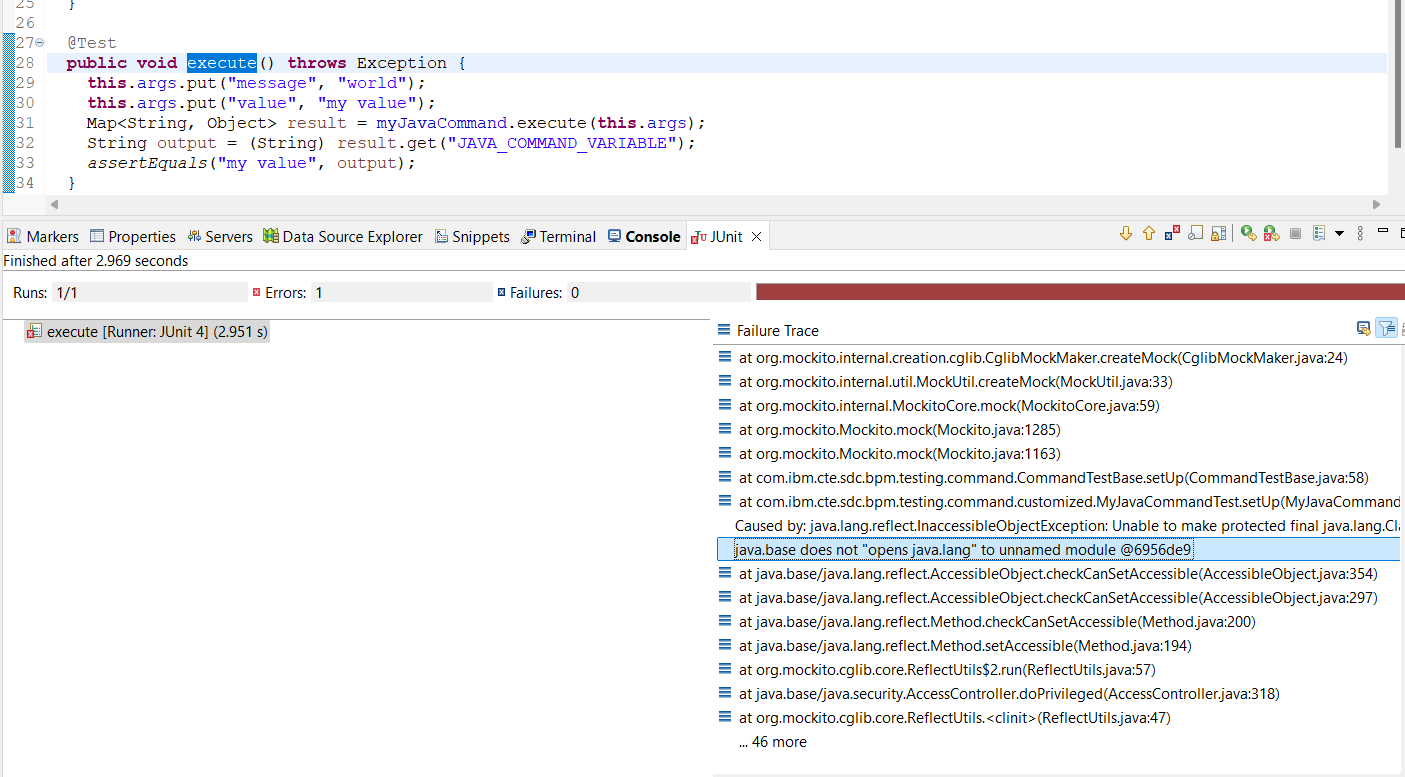 25 }
26
27 @Test
28 public void execute() throws Exception {
29 this.args.put("message", "world");
30 this.args.put("value", "my value");
31 Map<String, Object> result = myJavaCommand.execute(this.args);
32 String output = (String) result.get("JAVA_COMMAND_VARIABLE");
33 assertEquals("my value", output);
34 }
Markers Properties Servers Data Source Explorer Snippets Terminal Console JUnit
Finished after 2.969 seconds
Runs: 1/1 Errors: 1 Failures: 0
execute [Runner: JUnit 4] (2.951 s)
Failure Trace
at org.mockito.internal.creation.cglib.CglibMockMaker.createMock(CglibMockMaker.java:24)
at org.mockito.internal.util.MockUtil.createMock(MockUtil.java:33)
at org.mockito.internal.MockitoCore.mock(MockitoCore.java:59)
at org.mockito.Mockito.mock(Mockito.java:1285)
at org.mockito.Mockito.mock(Mockito.java:1163)
at com.ibm.cte.sdc.bpm.testing.command.CommandTestBase.setUp(CommandTestBase.java:58)
at com.ibm.cte.sdc.bpm.testing.command.customized.MyJavaCommandTest.setUp(MyJavaCommand
Caused by: java.lang.reflect.InaccessibleObjectException: Unable to make protected final java.lang.Cla
java.base does not "opens java.lang" to unnamed module @6956de9
at java.base/java.lang.reflect.AccessibleObject.checkCanSetAccessible(AccessibleObject.java:354)
at java.base/java.lang.reflect.AccessibleObject.checkCanSetAccessible(AccessibleObject.java:297)
at java.base/java.lang.reflect.Method.checkCanSetAccessible(Method.java:200)
at java.base/java.lang.reflect.Method.setAccessible(Method.java:194)
at org.mockito.cglib.core.ReflectUtils$2.run(ReflectUtils.java:57)
at java.base/java.security.AccessController.doPrivileged(AccessController.java:318)
at org.mockito.cglib.core.ReflectUtils.<clinit>(ReflectUtils.java:47)
... 46 more